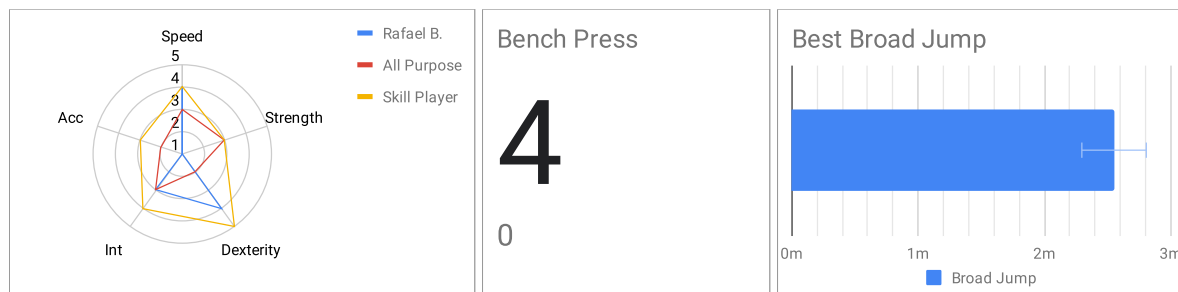 Speed
5
4
3
2
1
Acc
Strength
Int
Dexterity
Rafael B.
All Purpose
Skill Player
Bench Press
4
0
Best Broad Jump
0m 1m 2m 3m
Broad Jump